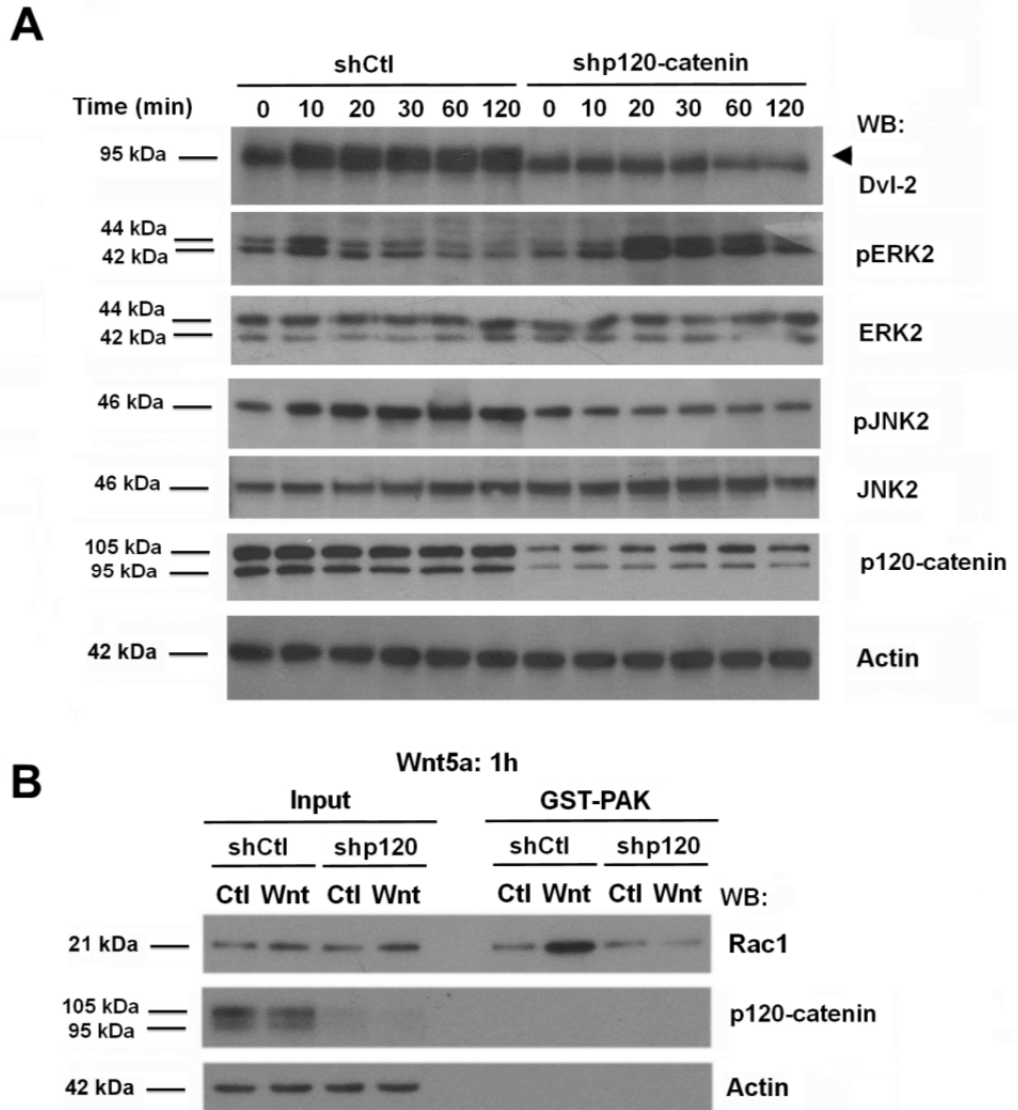 A
shCtl shp120-catenin
Time (min) 0 10 20 30 60 120 0 10 20 30 60 120
WB:
95 kDa
Dvl-2
44 kDa
42 kDa
pERK2
44 kDa
42 kDa
ERK2
46 kDa
pJNK2
46 kDa
JNK2
105 kDa
95 kDa
p120-catenin
42 kDa
Actin
B
Wnt5a: 1h
Input GST-PAK
shCtl shp120 shCtl shp120
Ctl Wnt Ctl Wnt Ctl Wnt Ctl Wnt WB:
21 kDa
Rac1
105 kDa
95 kDa
p120-catenin
42 kDa
Actin